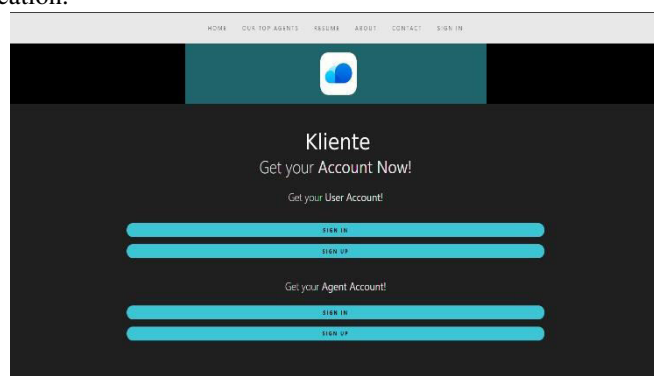 cation.
HOME OUR TOP AGENTS RESUME ABOUT CONTACT SIGN IN
Kliente
Get your Account Now!
Get your User Account!
SIGN IN
SIGN UP
Get your Agent Account!
SIGN IN
SIGN UP